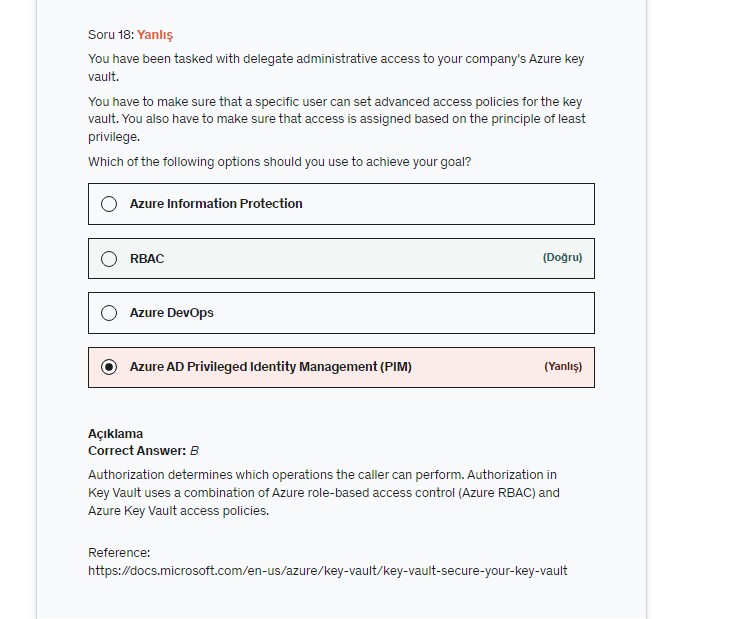 Soru 18: Yanlış
You have been tasked with delegate administrative access to your company's Azure key
vault.
You have to make sure that a specific user can set advanced access policies for the key
vault. You also have to make sure that access is assigned based on the principle of least
privilege.
Which of the following options should you use to achieve your goal?
Azure Information Protection
RBAC (Doğru)
Azure DevOps
Azure AD Privileged Identity Management (PIM) (Yanlış)
Açıklama
Correct Answer: B
Authorization determines which operations the caller can perform. Authorization in
Key Vault uses a combination of Azure role-based access control (Azure RBAC) and
Azure Key Vault access policies.
Reference:
https://docs.microsoft.com/en-us/azure/key-vault/key-vault-secure-your-key-vault